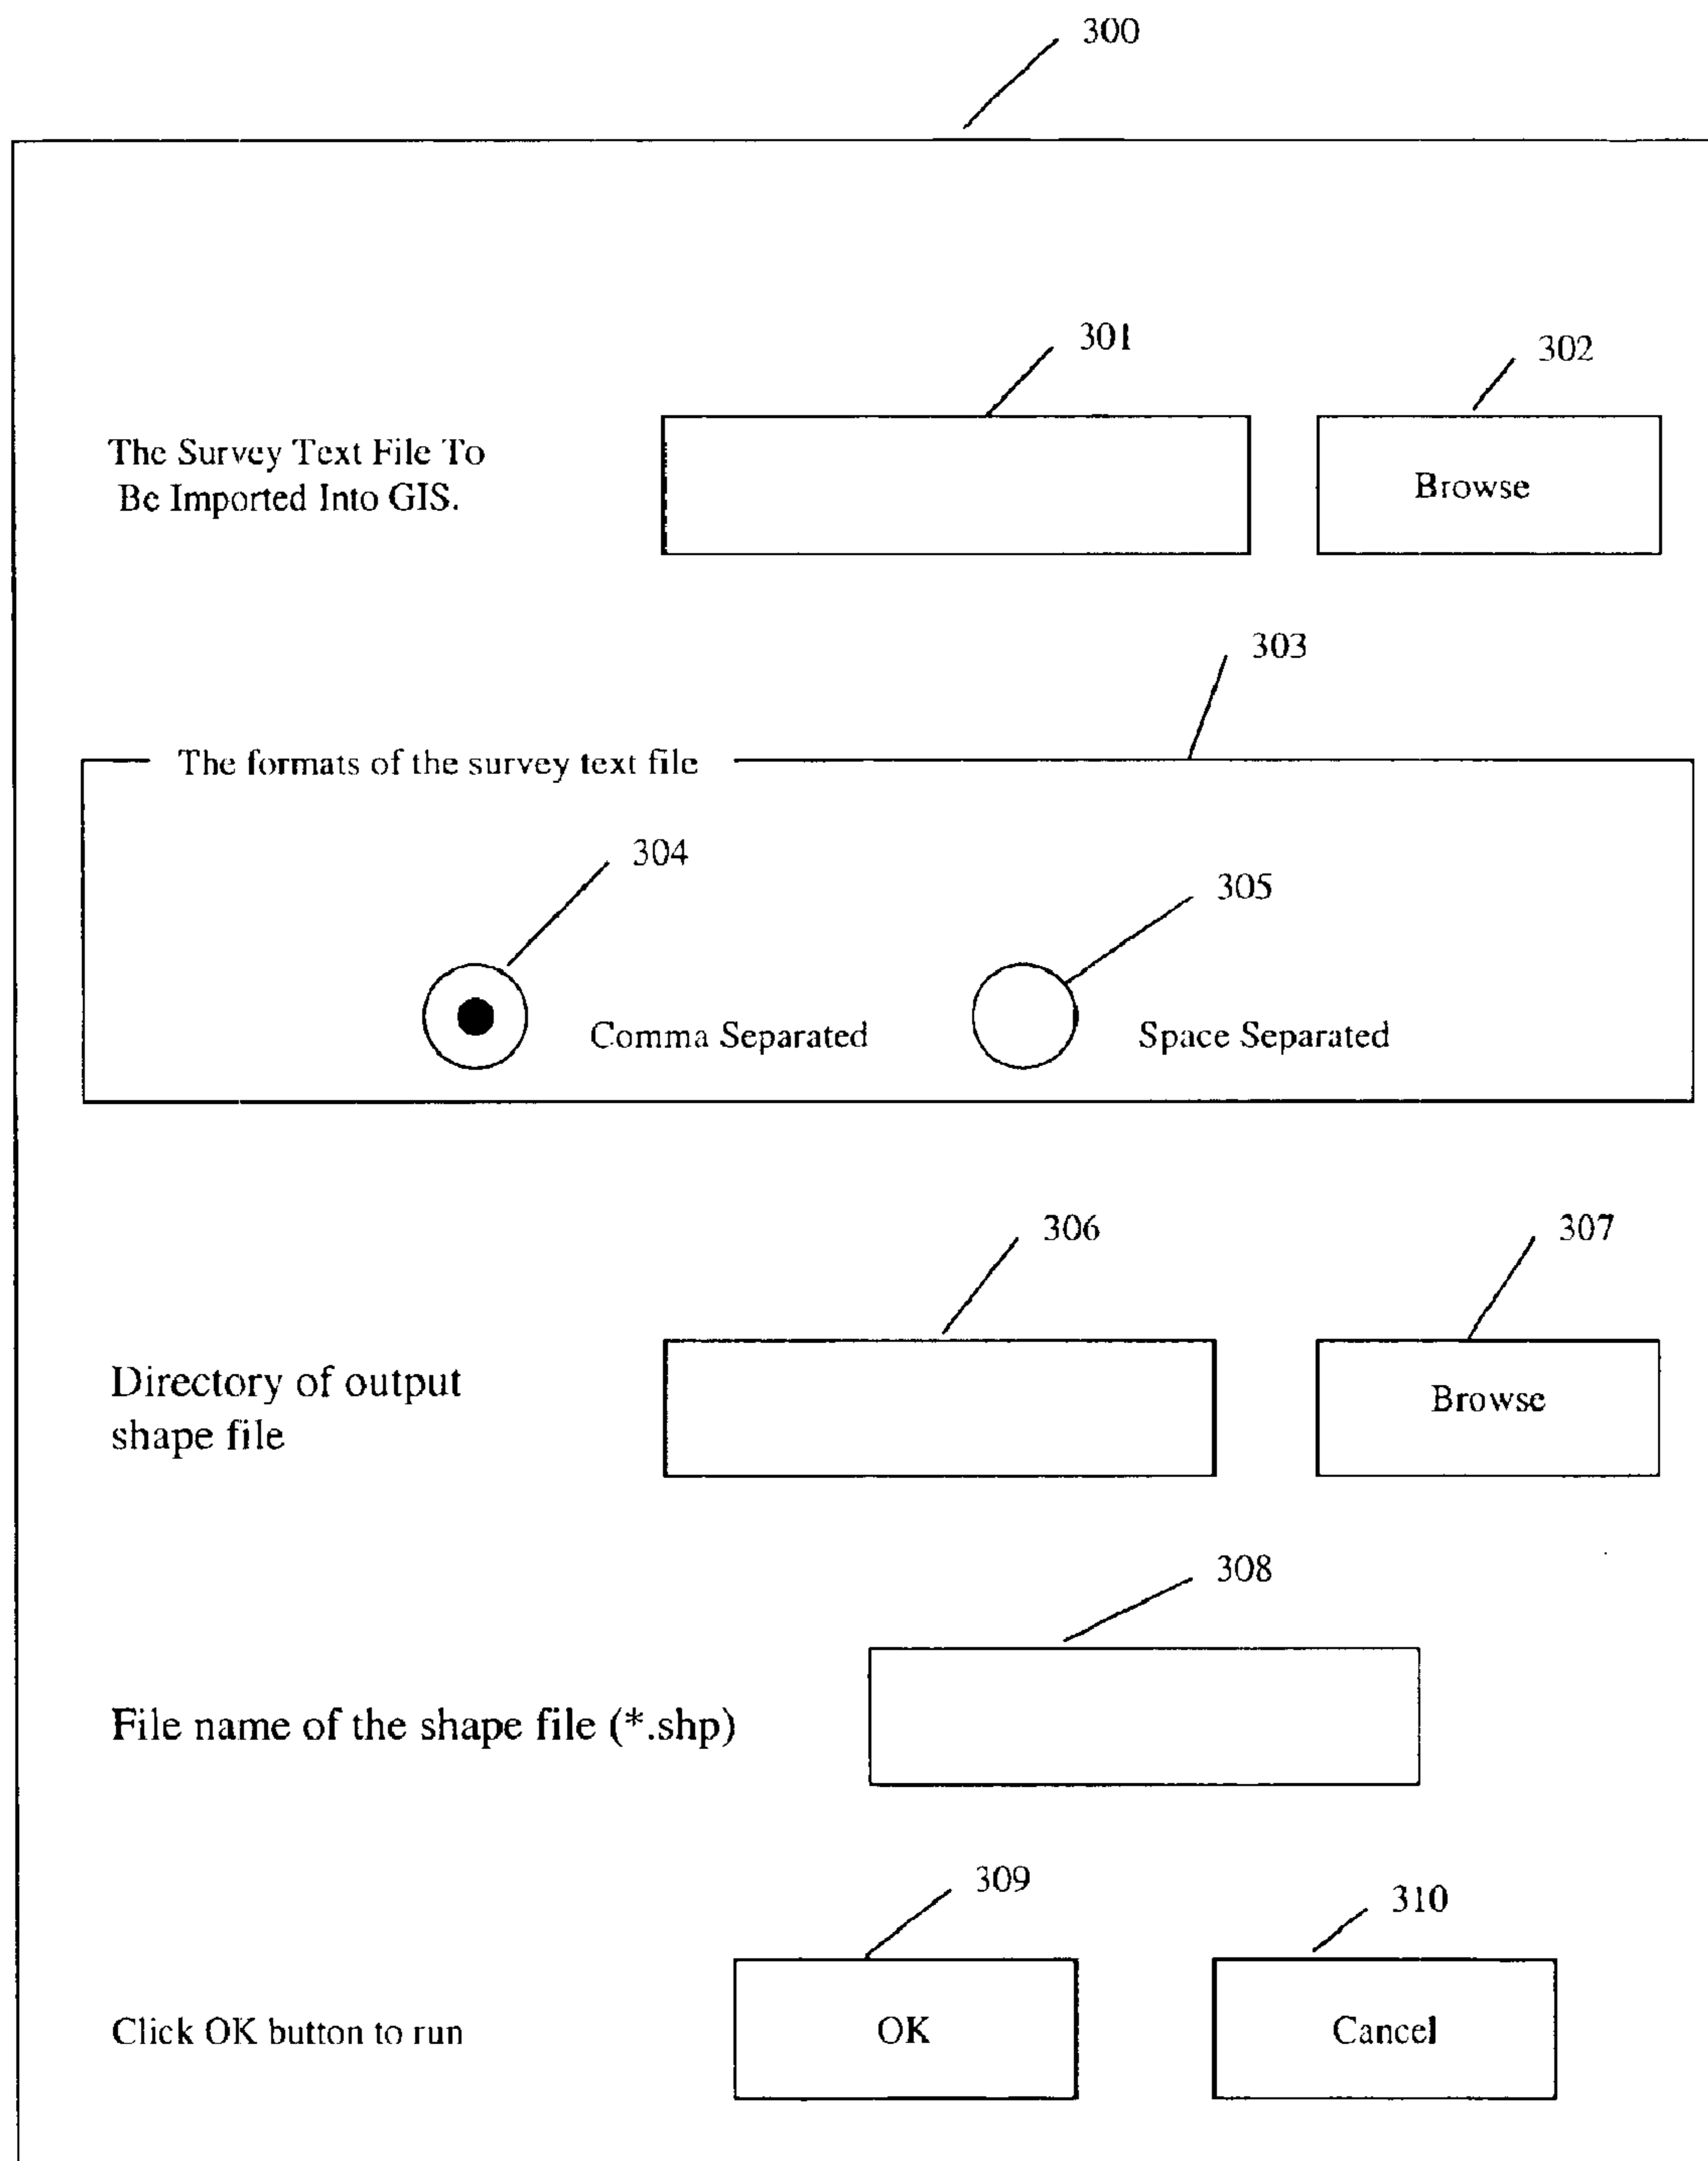 300
301
302
The Survey Text File To
Be Imported Into GIS.
Browse
303
The formats of the survey text file
304
305
Comma Separated
Space Separated
306
307
Directory of output
shape file
Browse
308
File name of the shape file (*.shp)
309
310
Click OK button to run
OK
Cancel